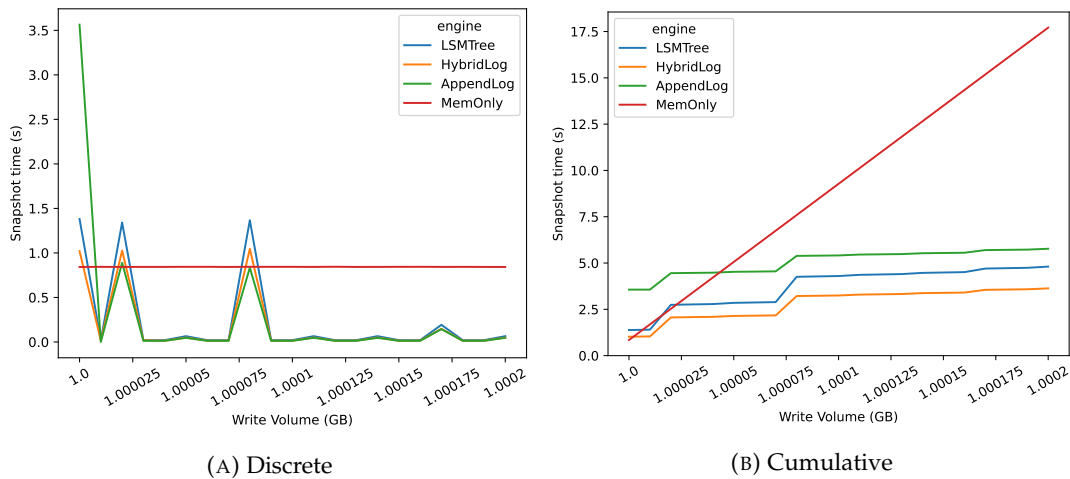 3.5
3.0
2.5
2.0
1.5
1.0
0.5
0.0
Snapshot time (s)
engine
LSMTree
HybridLog
AppendLog
MemOnly
1.0
1.000025
1.00005
1.000075
1.0001
1.000125
1.00015
1.000175
1.0002
Write Volume (GB)
(A) Discrete
17.5
15.0
12.5
10.0
7.5
5.0
2.5
0.0
Snapshot time (s)
engine
LSMTree
HybridLog
AppendLog
MemOnly
1.0
1.000025
1.00005
1.000075
1.0001
1.000125
1.00015
1.000175
1.0002
Write Volume (GB)
(B) Cumulative